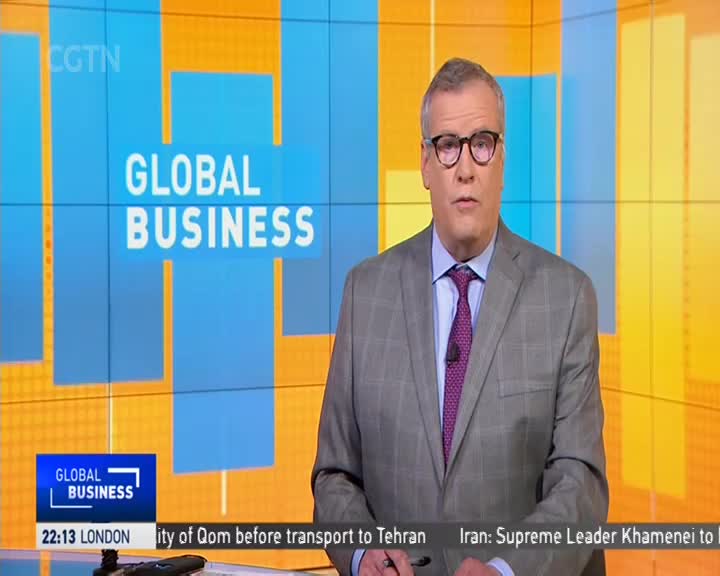 CGTN
GLOBAL
BUSINESS
GLOBAL
BUSINESS
22:13 LONDON
ity of Qom before transport to Tehran Iran: Supreme Leader Khamenei to